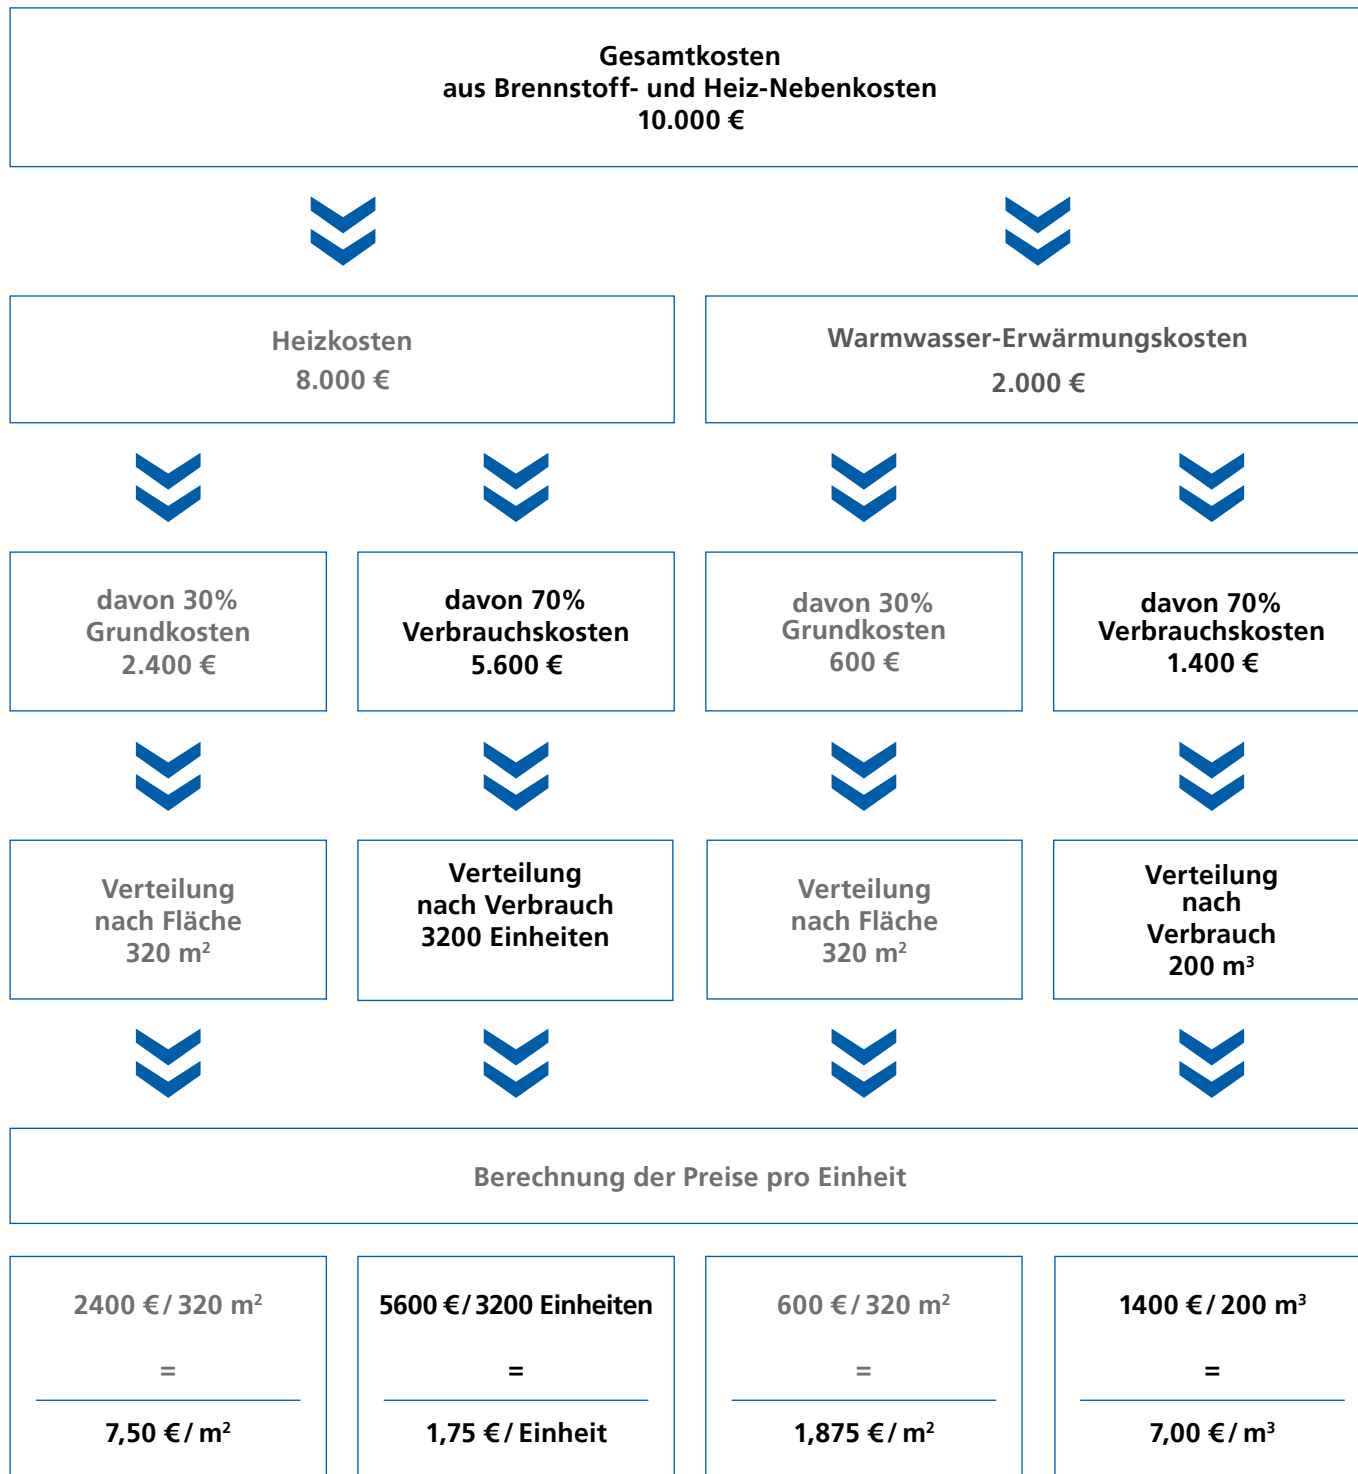 Gesamtkosten
aus Brennstoff- und Heiz-Nebenkosten
10.000 €
Heizkosten
8.000 €
Warmwasser-Erwärmungskosten
2.000 €
davon 30%
Grundkosten
2.400 €
davon 70%
Verbrauchskosten
5.600 €
davon 30%
Grundkosten
600 €
davon 70%
Verbrauchskosten
1.400 €
Verteilung
nach Fläche
320 m²
Verteilung
nach Verbrauch
3200 Einheiten
Verteilung
nach Fläche
320 m²
Verteilung
nach
Verbrauch
200 m³
Berechnung der Preise pro Einheit
2400 €/ 320 m²
=
7,50 €/ m²
5600 €/ 3200 Einheiten
=
1,75 €/ Einheit
600 €/ 320 m²
=
1,875 €/ m²
1400 €/ 200 m³
=
7,00 €/ m³